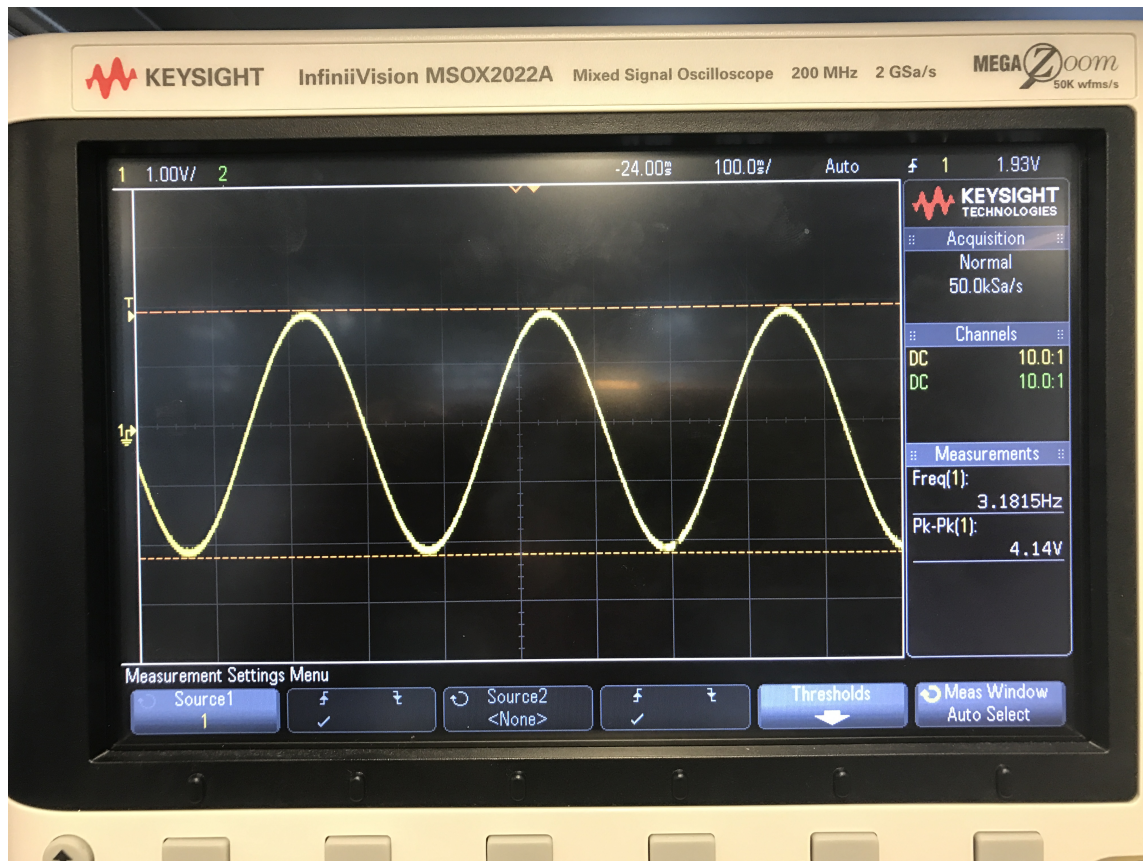 KEYSIGHT InfiniiVision MSOX2022A Mixed Signal Oscilloscope 200 MHz 2 GSa/s MEGA Zoom
50K wfms/s
1 1.00V/ 2 -24.00ms 100.0ms/ Auto 1 1.93V
KEYSIGHT
TECHNOLOGIES
Acquisition
Normal
50.0kSa/s
T
Channels
DC 10.0:1
DC 10.0:1
1
Measurements
Freq(1):
3.1815Hz
Pk-Pk(1):
4.14V
Measurement Settings Menu
Source1
1
Source2
<None>
Thresholds
Meas Window
Auto Select